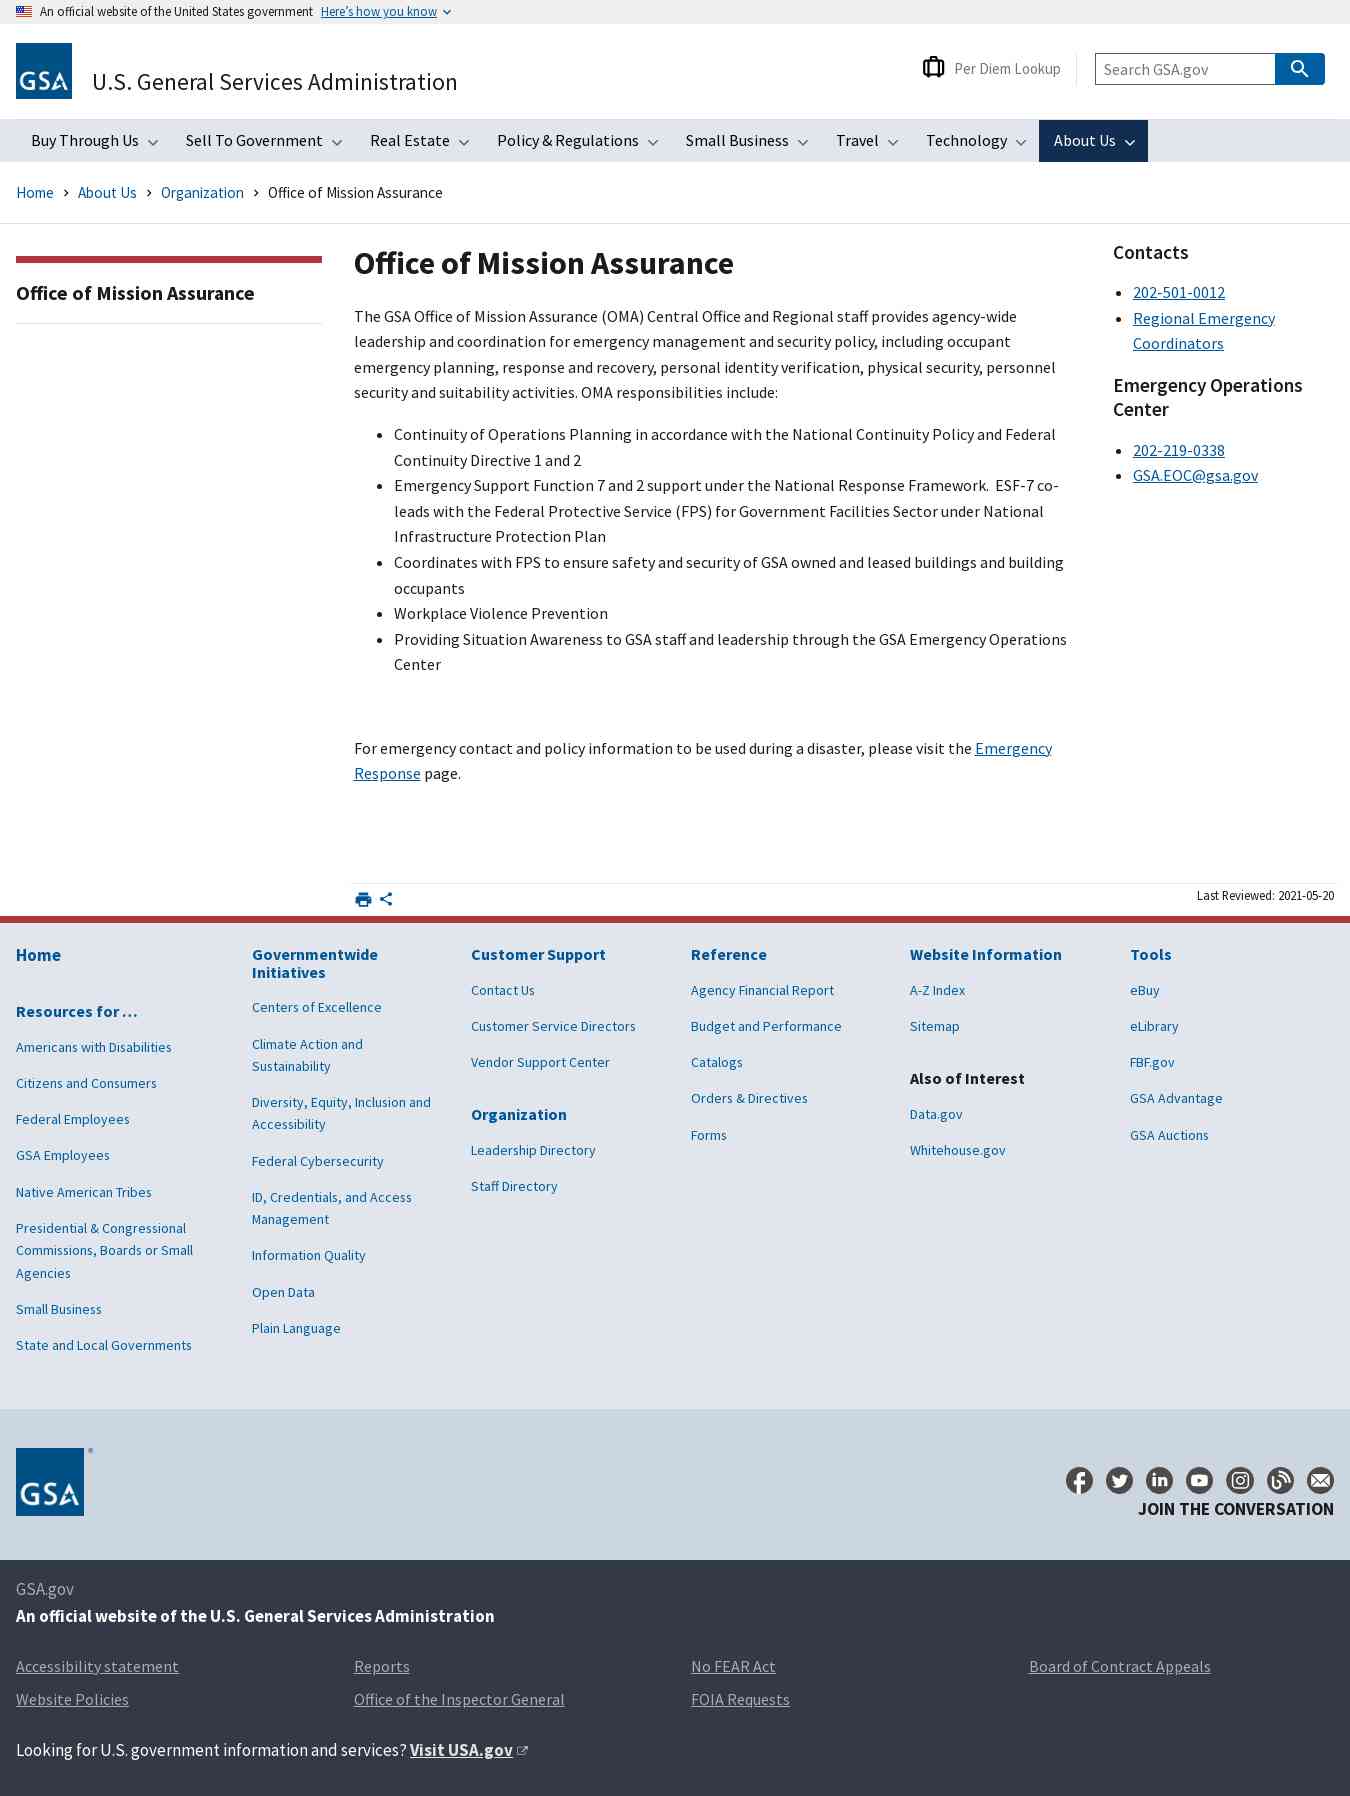 An official website of the United States government Here’s how you know
GSA
U.S. General Services Administration
Per Diem Lookup
Search GSA.gov
Buy Through Us Sell To Government Real Estate Policy & Regulations Small Business Travel Technology About Us
Home About Us Organization Office of Mission Assurance
Office of Mission Assurance
Office of Mission Assurance
The GSA Office of Mission Assurance (OMA) Central Office and Regional staff provides agency-wide
leadership and coordination for emergency management and security policy, including occupant
emergency planning, response and recovery, personal identity verification, physical security, personnel
security and suitability activities. OMA responsibilities include:
Continuity of Operations Planning in accordance with the National Continuity Policy and Federal
Continuity Directive 1 and 2
Emergency Support Function 7 and 2 support under the National Response Framework.  ESF-7 co-
leads with the Federal Protective Service (FPS) for Government Facilities Sector under National
Infrastructure Protection Plan
Coordinates with FPS to ensure safety and security of GSA owned and leased buildings and building
occupants
Workplace Violence Prevention
Providing Situation Awareness to GSA staff and leadership through the GSA Emergency Operations
Center
For emergency contact and policy information to be used during a disaster, please visit the Emergency
Response page.
Contacts
202-501-0012
Regional Emergency
Coordinators
Emergency Operations
Center
202-219-0338
GSA.EOC@gsa.gov
Last Reviewed: 2021-05-20
Home
Resources for …
Americans with Disabilities
Citizens and Consumers
Federal Employees
GSA Employees
Native American Tribes
Presidential & Congressional
Commissions, Boards or Small
Agencies
Small Business
State and Local Governments
Governmentwide
Initiatives
Centers of Excellence
Climate Action and
Sustainability
Diversity, Equity, Inclusion and
Accessibility
Federal Cybersecurity
ID, Credentials, and Access
Management
Information Quality
Open Data
Plain Language
Customer Support
Contact Us
Customer Service Directors
Vendor Support Center
Organization
Leadership Directory
Staff Directory
Reference
Agency Financial Report
Budget and Performance
Catalogs
Orders & Directives
Forms
Website Information
A-Z Index
Sitemap
Also of Interest
Data.gov
Whitehouse.gov
Tools
eBuy
eLibrary
FBF.gov
GSA Advantage
GSA Auctions
GSA ®
JOIN THE CONVERSATION
GSA.gov
An official website of the U.S. General Services Administration
Accessibility statement Reports No FEAR Act Board of Contract Appeals
Website Policies Office of the Inspector General FOIA Requests
Looking for U.S. government information and services? Visit USA.gov